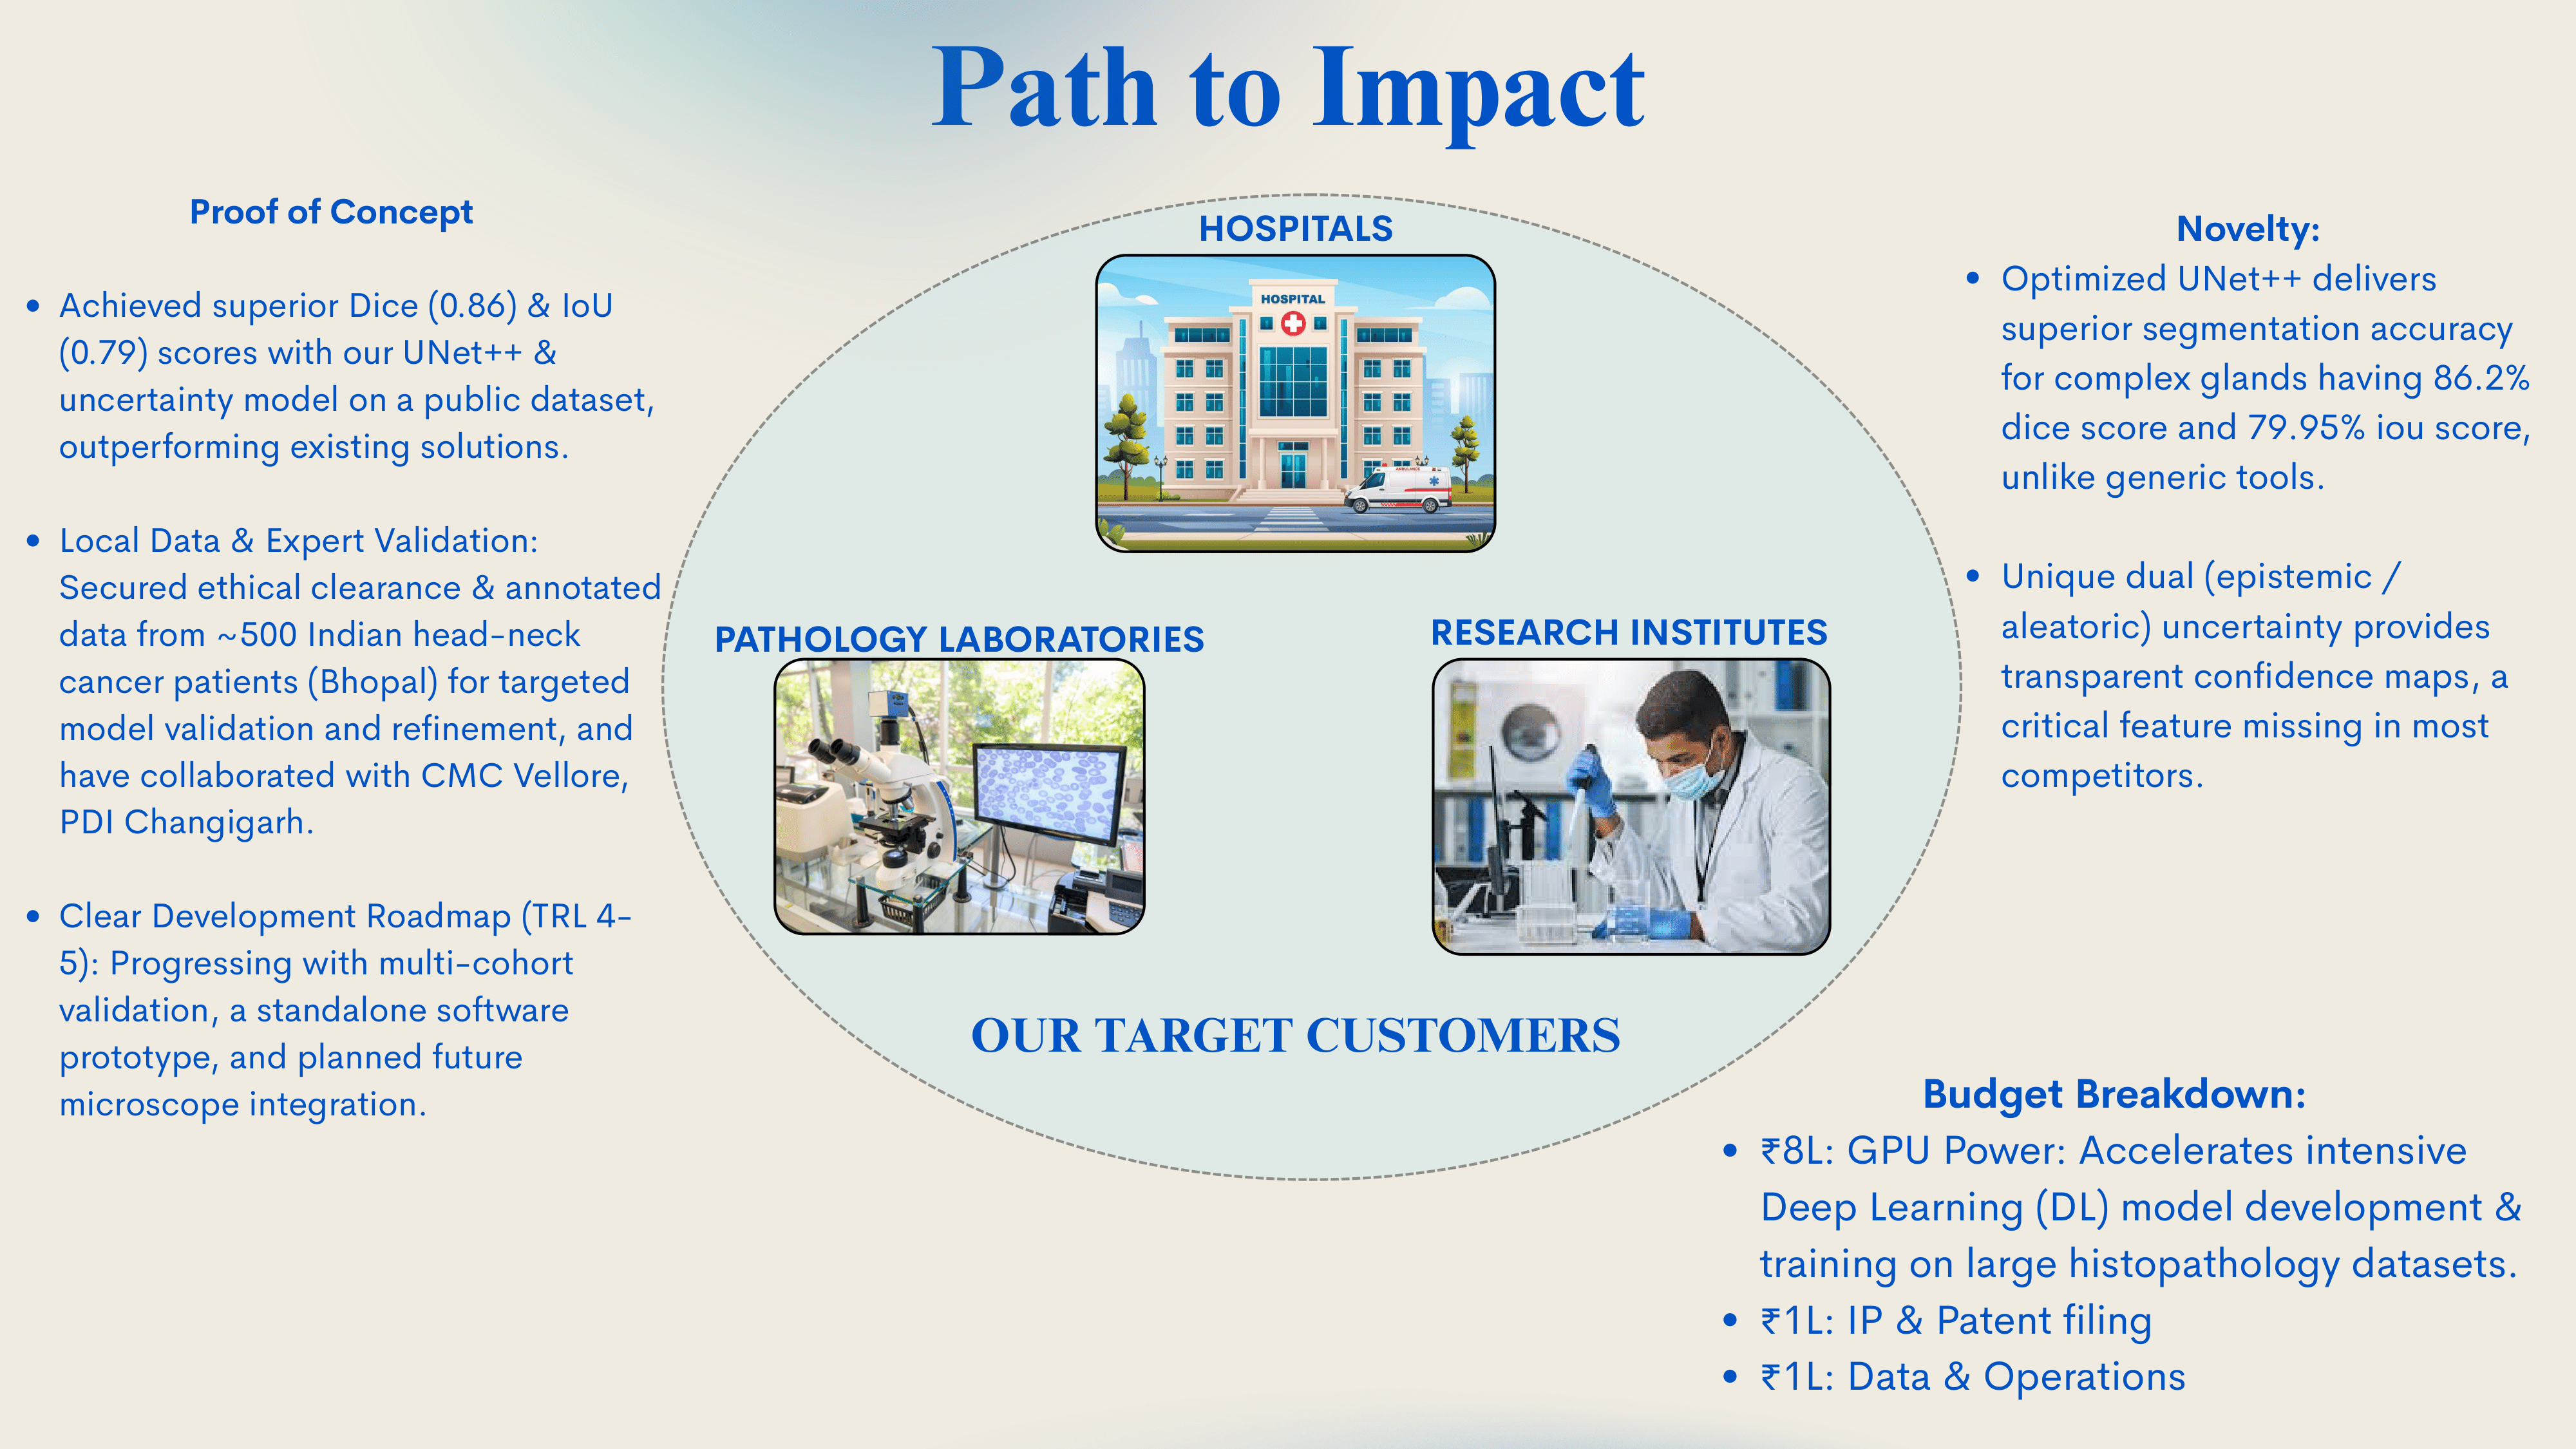 Path to Impact
Proof of Concept
Achieved superior Dice (0.86) & IoU
(0.79) scores with our UNet++ &
uncertainty model on a public dataset,
outperforming existing solutions.
Local Data & Expert Validation:
Secured ethical clearance & annotated
data from ~500 Indian head-neck
cancer patients (Bhopal) for targeted
model validation and refinement, and
have collaborated with CMC Vellore,
PDI Changigarh.
Clear Development Roadmap (TRL 4-
5): Progressing with multi-cohort
validation, a standalone software
prototype, and planned future
microscope integration.
HOSPITALS
HOSPITAL
AMBULANCE
PATHOLOGY LABORATORIES
RESEARCH INSTITUTES
OUR TARGET CUSTOMERS
Novelty:
Optimized UNet++ delivers
superior segmentation accuracy
for complex glands having 86.2%
dice score and 79.95% iou score,
unlike generic tools.
Unique dual (epistemic /
aleatoric) uncertainty provides
transparent confidence maps, a
critical feature missing in most
competitors.
Budget Breakdown:
₹8L: GPU Power: Accelerates intensive
Deep Learning (DL) model development &
training on large histopathology datasets.
₹1L: IP & Patent filing
₹1L: Data & Operations